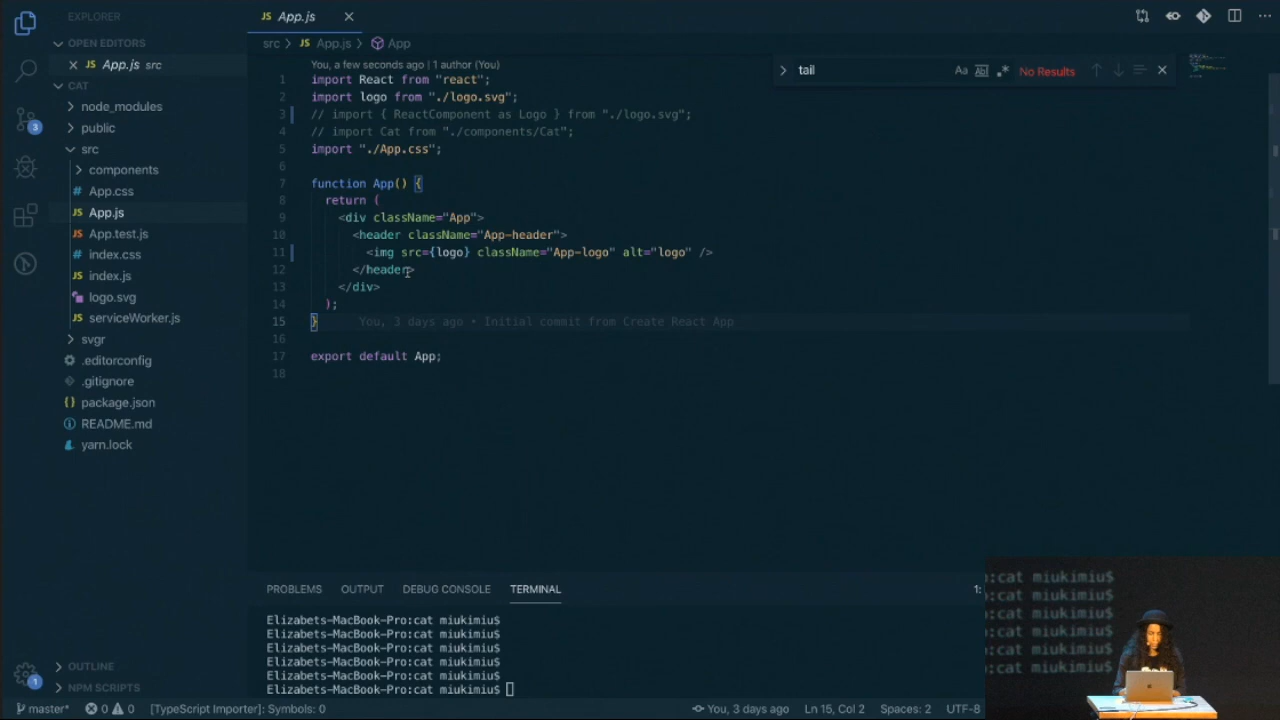 EXPLORER
OPEN EDITORS
App.js src
CAT
node_modules
public
src
components
App.css
App.js
App.test.js
index.css
index.js
logo.svg
serviceWorker.js
svgr
.editorconfig
.gitignore
package.json
README.md
yarn.lock
OUTLINE
NPM SCRIPTS
3
1
JS App.js
src > JS App.js > App
You, a few seconds ago | 1 author (You)
1 import React from "react";
2 import logo from "./logo.svg";
3 // import { ReactComponent as Logo } from "./logo.svg";
4 // import Cat from "./components/Cat";
5 import "./App.css";
6
7 function App() {
8 return (
9 <div className="App">
10 <header className="App-header">
11 <img src={logo} className="App-logo" alt="logo" />
12 </header>
13 </div>
14 );
15 } You, 3 days ago • Initial commit from Create React App
16
17 export default App;
18
tail Aa Abl .* No Results
PROBLEMS OUTPUT DEBUG CONSOLE TERMINAL 1:
Elizabets-MacBook-Pro:cat miukimiu$
Elizabets-MacBook-Pro:cat miukimiu$
Elizabets-MacBook-Pro:cat miukimiu$
Elizabets-MacBook-Pro:cat miukimiu$
Elizabets-MacBook-Pro:cat miukimiu$
Elizabets-MacBook-Pro:cat miukimiu$
:cat miukimiu$
:cat miukimiu$
:cat miukimiu$
:cat miukimiu$
:cat miukimiu$
:cat miukimiu$
master* 0 0 [TypeScript Importer]: Symbols: 0 You, 3 days ago Ln 15, Col 2 Spaces: 2 UTF-8